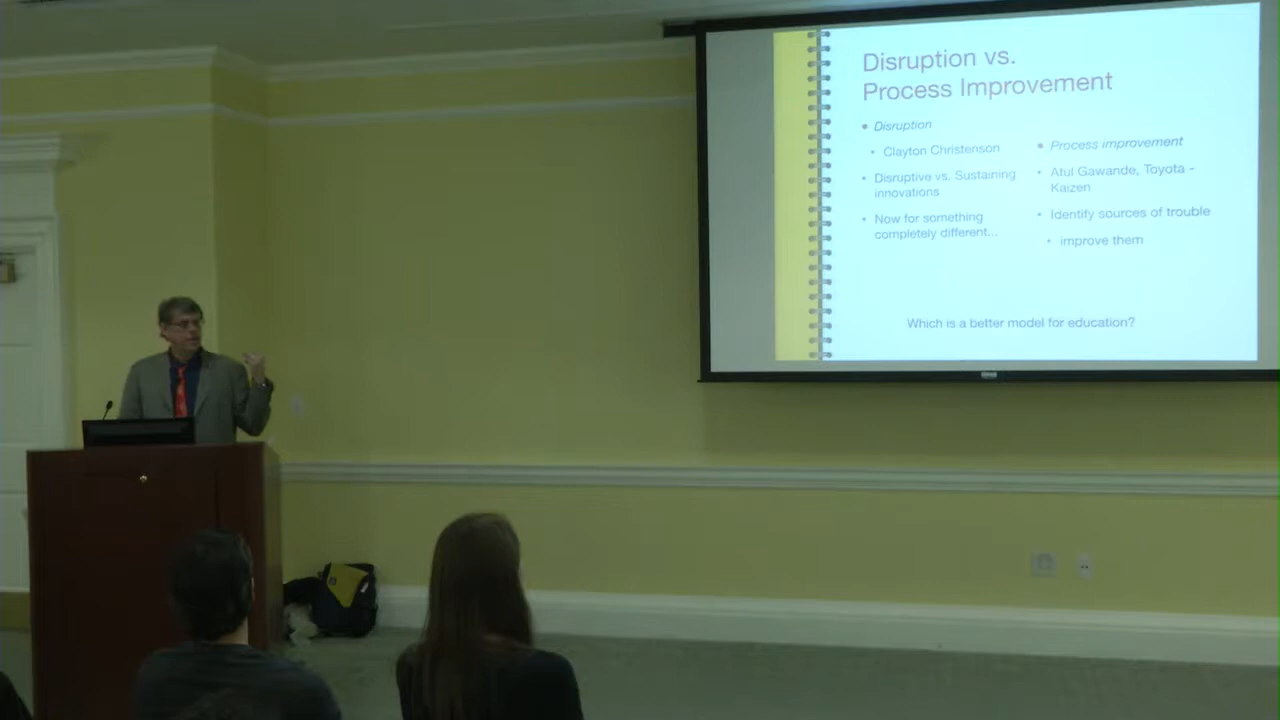 Disruption vs.
Process Improvement
Disruption
Clayton Christenson
Disruptive vs. Sustaining
innovations
Now for something
completely different...
Process improvement
Atul Gawande, Toyota -
Kaizen
Identify sources of trouble
improve them
Which is a better model for education?